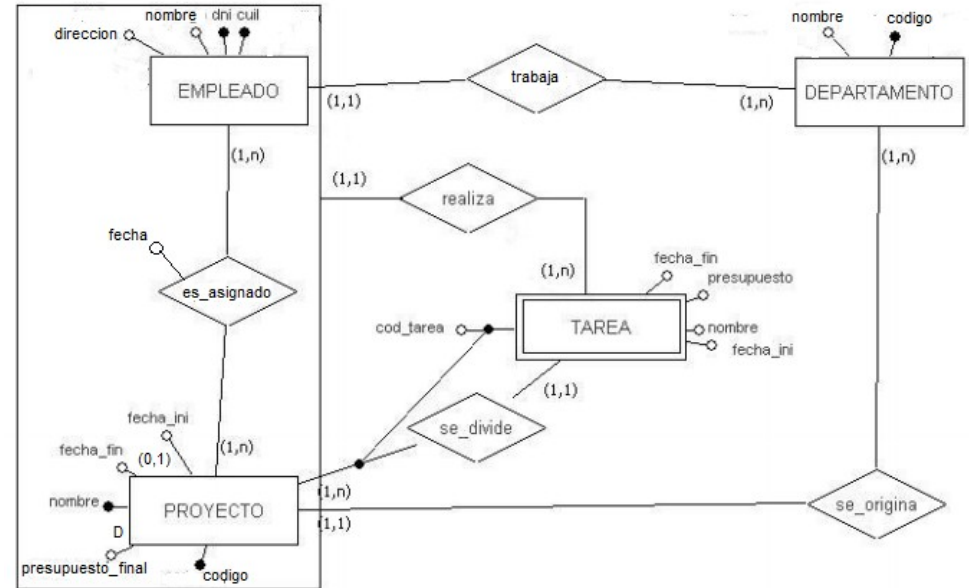 nombre dni cuil
direccion
EMPLEADO
(1,1)
trabaja
(1,n)
nombre
codigo
DEPARTAMENTO
(1,n)
(1,n)
(1,1)
realiza
(1,n)
fecha
es_asignado
fecha_fin
presupuesto
cod_tarea
TAREA
nombre
fecha_ini
(1,1)
se_divide
fecha_ini
fecha_fin
(0,1)
(1,n)
nombre
PROYECTO
D
presupuesto_final
codigo
(1,n)
(1,1)
se_origina